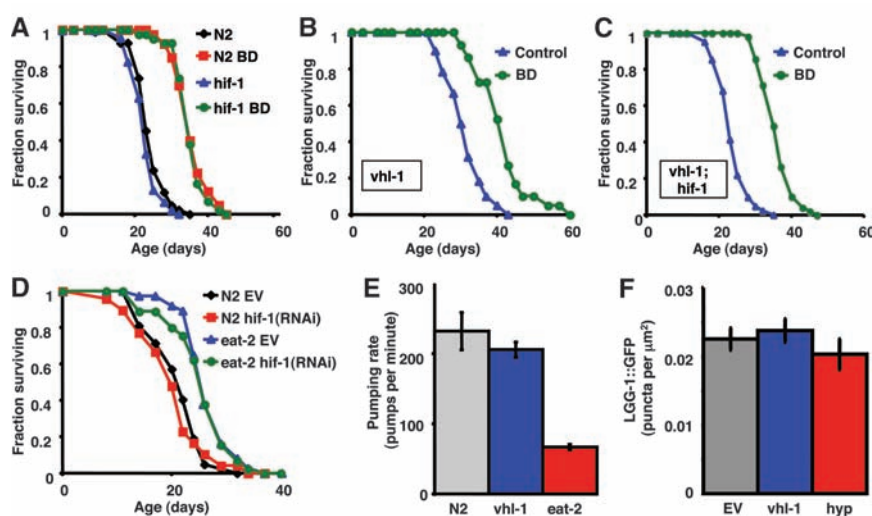 A
Fraction surviving
1
0.8
0.6
0.4
0.2
0
0 20 40 60
Age (days)
N2
N2 BD
hif-1
hif-1 BD
B
Fraction surviving
1
0.8
0.6
0.4
0.2
0
0 20 40 60
Age (days)
Control
BD
vhl-1
C
Fraction surviving
1
0.8
0.6
0.4
0.2
0
0 20 40 60
Age (days)
Control
BD
vhl-1;
hif-1
D
Fraction surviving
1
0.8
0.6
0.4
0.2
0
0 20 40
Age (days)
N2 EV
N2 hif-1(RNAi)
eat-2 EV
eat-2 hif-1(RNAi)
E
Pumping rate
(pumps per minute)
300
200
100
0
N2 vhl-1 eat-2
F
LGG-1::GFP
(puncta per µm²)
0.03
0.02
0.01
0.00
EV vhl-1 hyp